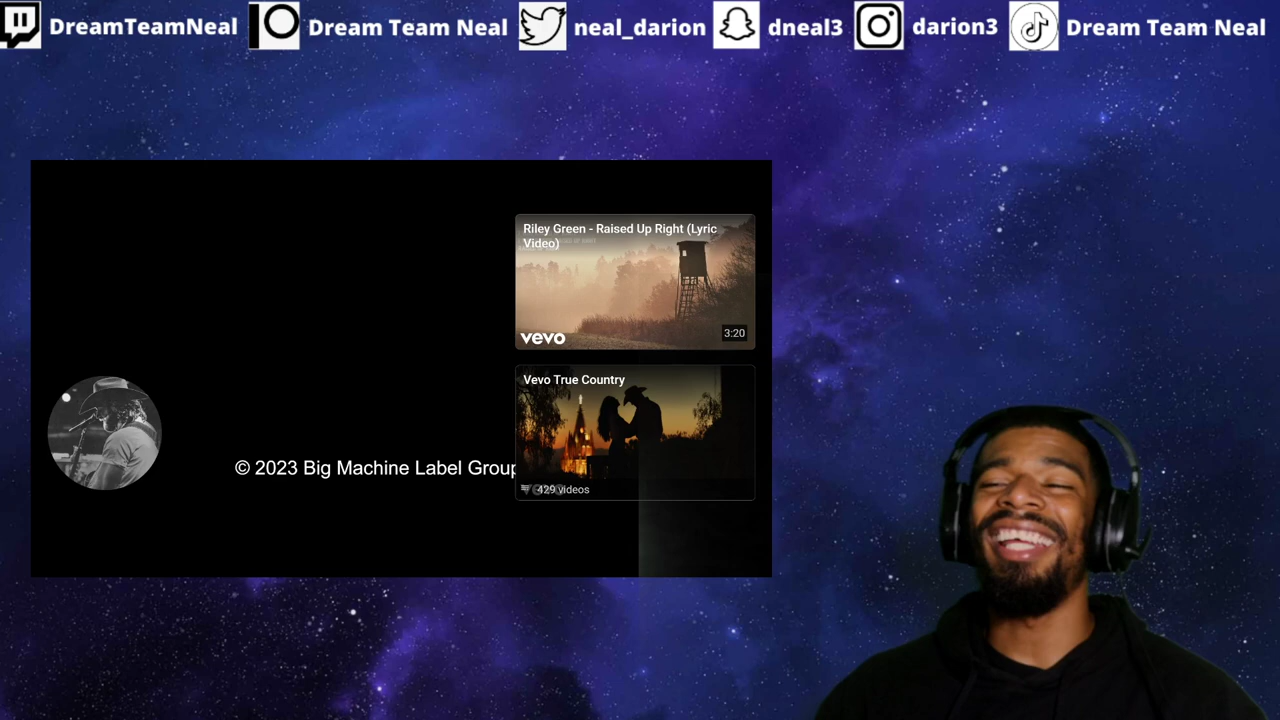 DreamTeamNeal
Dream Team Neal
neal_darion
dneal3
darion3
Dream Team Neal
Riley Green - Raised Up Right (Lyric
Video)
vevo
3:20
Vevo True Country
429 videos
© 2023 Big Machine Label Group